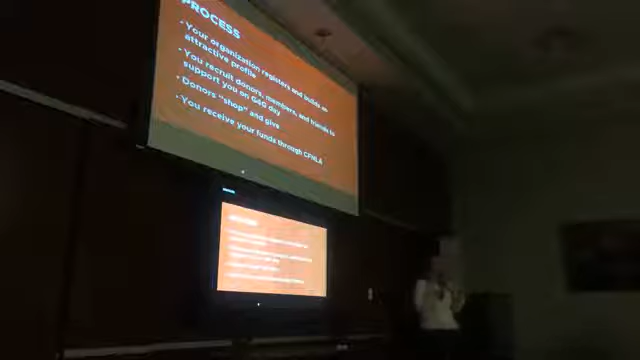 PROCESS
• Your organization registers and builds an
attractive profile
• You recruit donors, members, and friends to
support you on G4G day
• Donors "shop" and give
• You receive your funds through CFNLA